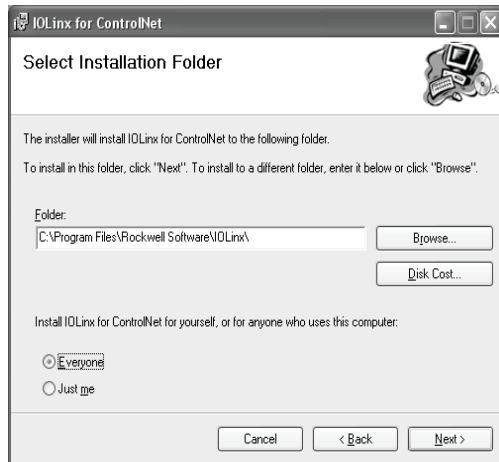 IOLinx for ControlNet
Select Installation Folder
The installer will install IOLinx for ControlNet to the following folder.
To install in this folder, click "Next". To install to a different folder, enter it below or click "Browse".
Folder:
C:\Program Files\Rockwell Software\IOLinx\
Browse...
Disk Cost...
Install IOLinx for ControlNet for yourself, or for anyone who uses this computer:
Everyone
Just me
Cancel
< Back
Next >